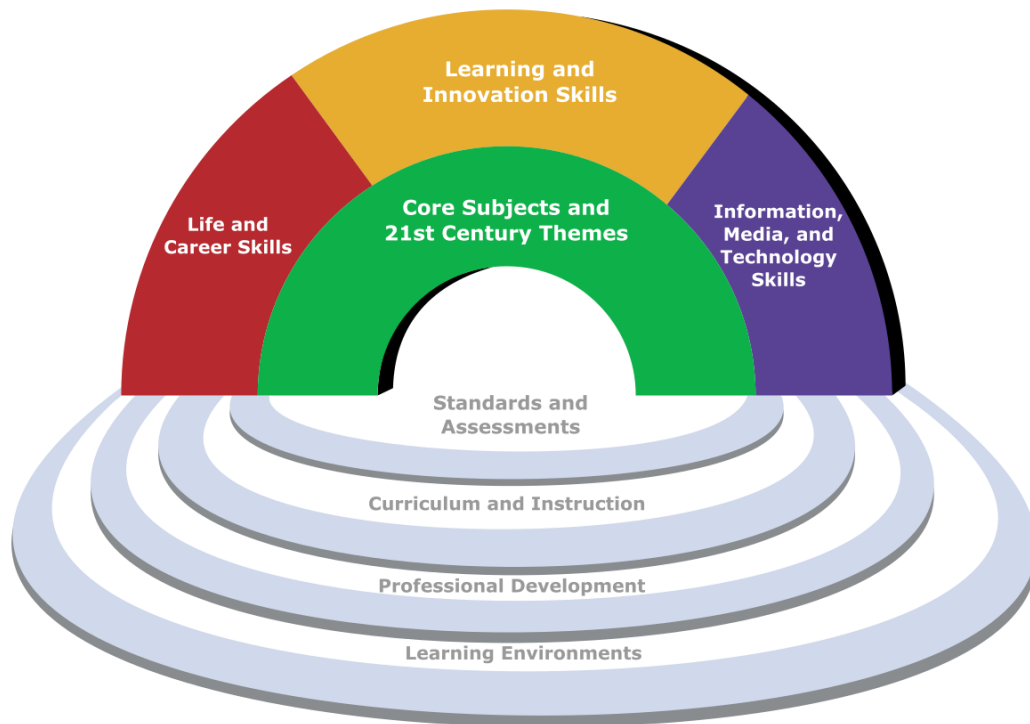 Learning and
Innovation Skills
Life and
Career Skills
Core Subjects and
21st Century Themes
Information,
Media, and
Technology
Skills
Standards and
Assessments
Curriculum and Instruction
Professional Development
Learning Environments